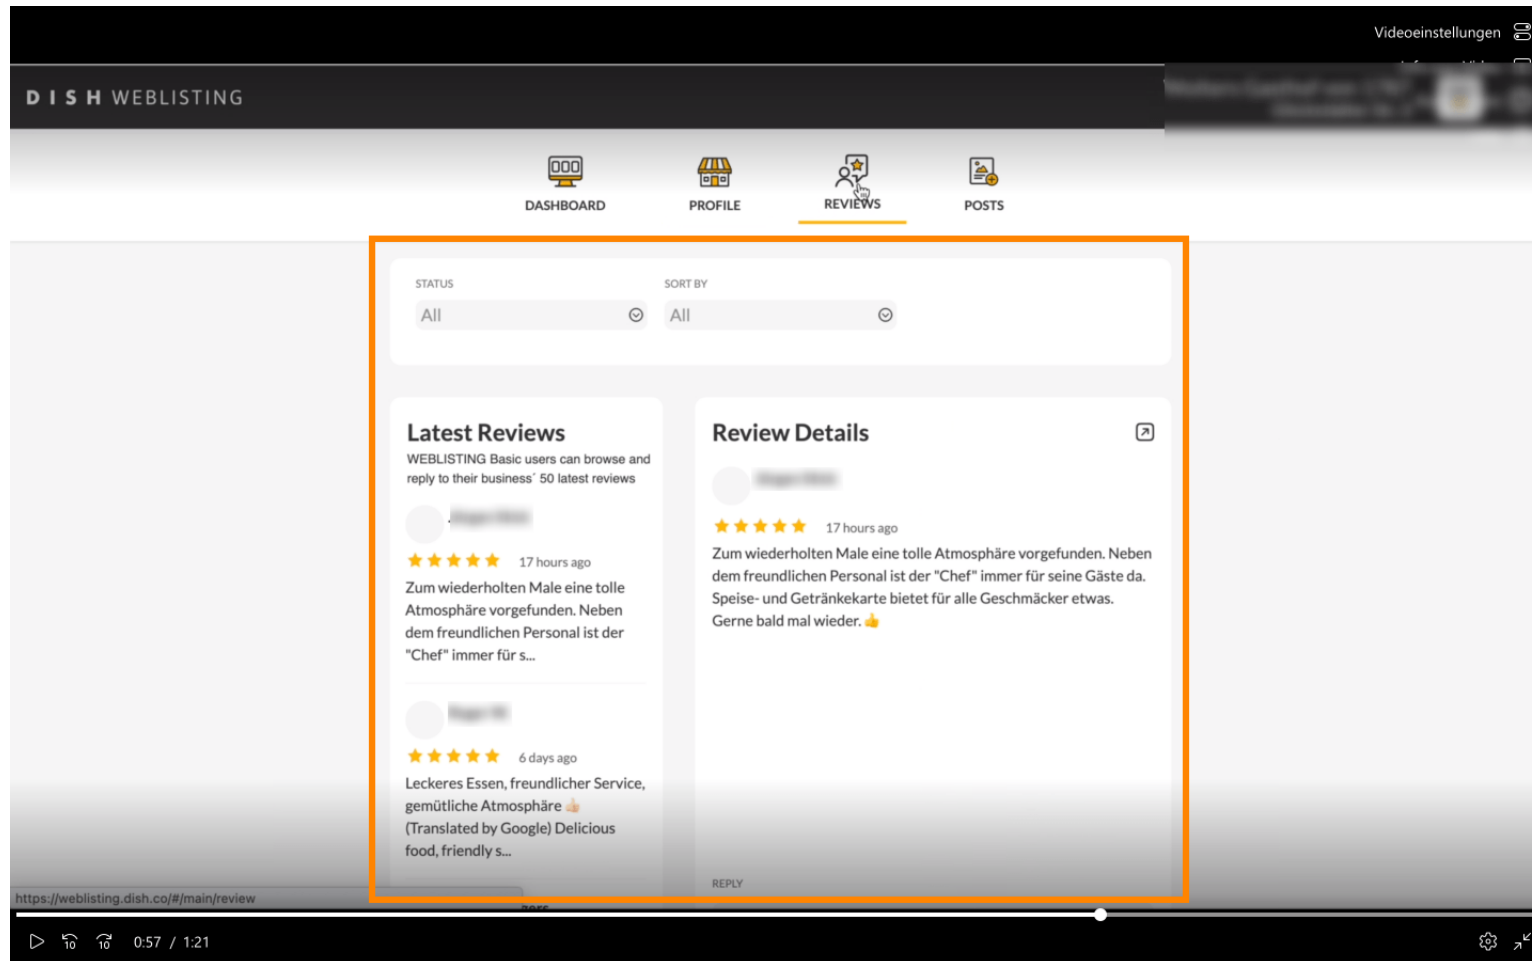 Videoeinstellungen
DISH WEBLISTING
DASHBOARD
PROFILE
REVIEWS
POSTS
STATUS
SORT BY
All
All
Latest Reviews
WEBLISTING Basic users can browse and
reply to their business´ 50 latest reviews
17 hours ago
Zum wiederholten Male eine tolle
Atmosphäre vorgefunden. Neben
dem freundlichen Personal ist der
"Chef" immer für s...
6 days ago
Leckeres Essen, freundlicher Service,
gemütliche Atmosphäre 👍🏻
(Translated by Google) Delicious
food, friendly s...
Review Details
17 hours ago
Zum wiederholten Male eine tolle Atmosphäre vorgefunden. Neben
dem freundlichen Personal ist der "Chef" immer für seine Gäste da.
Speise- und Getränkekarte bietet für alle Geschmäcker etwas.
Gerne bald mal wieder. 👍
REPLY
https://weblisting.dish.co/#/main/review
10
10
0:57 / 1:21